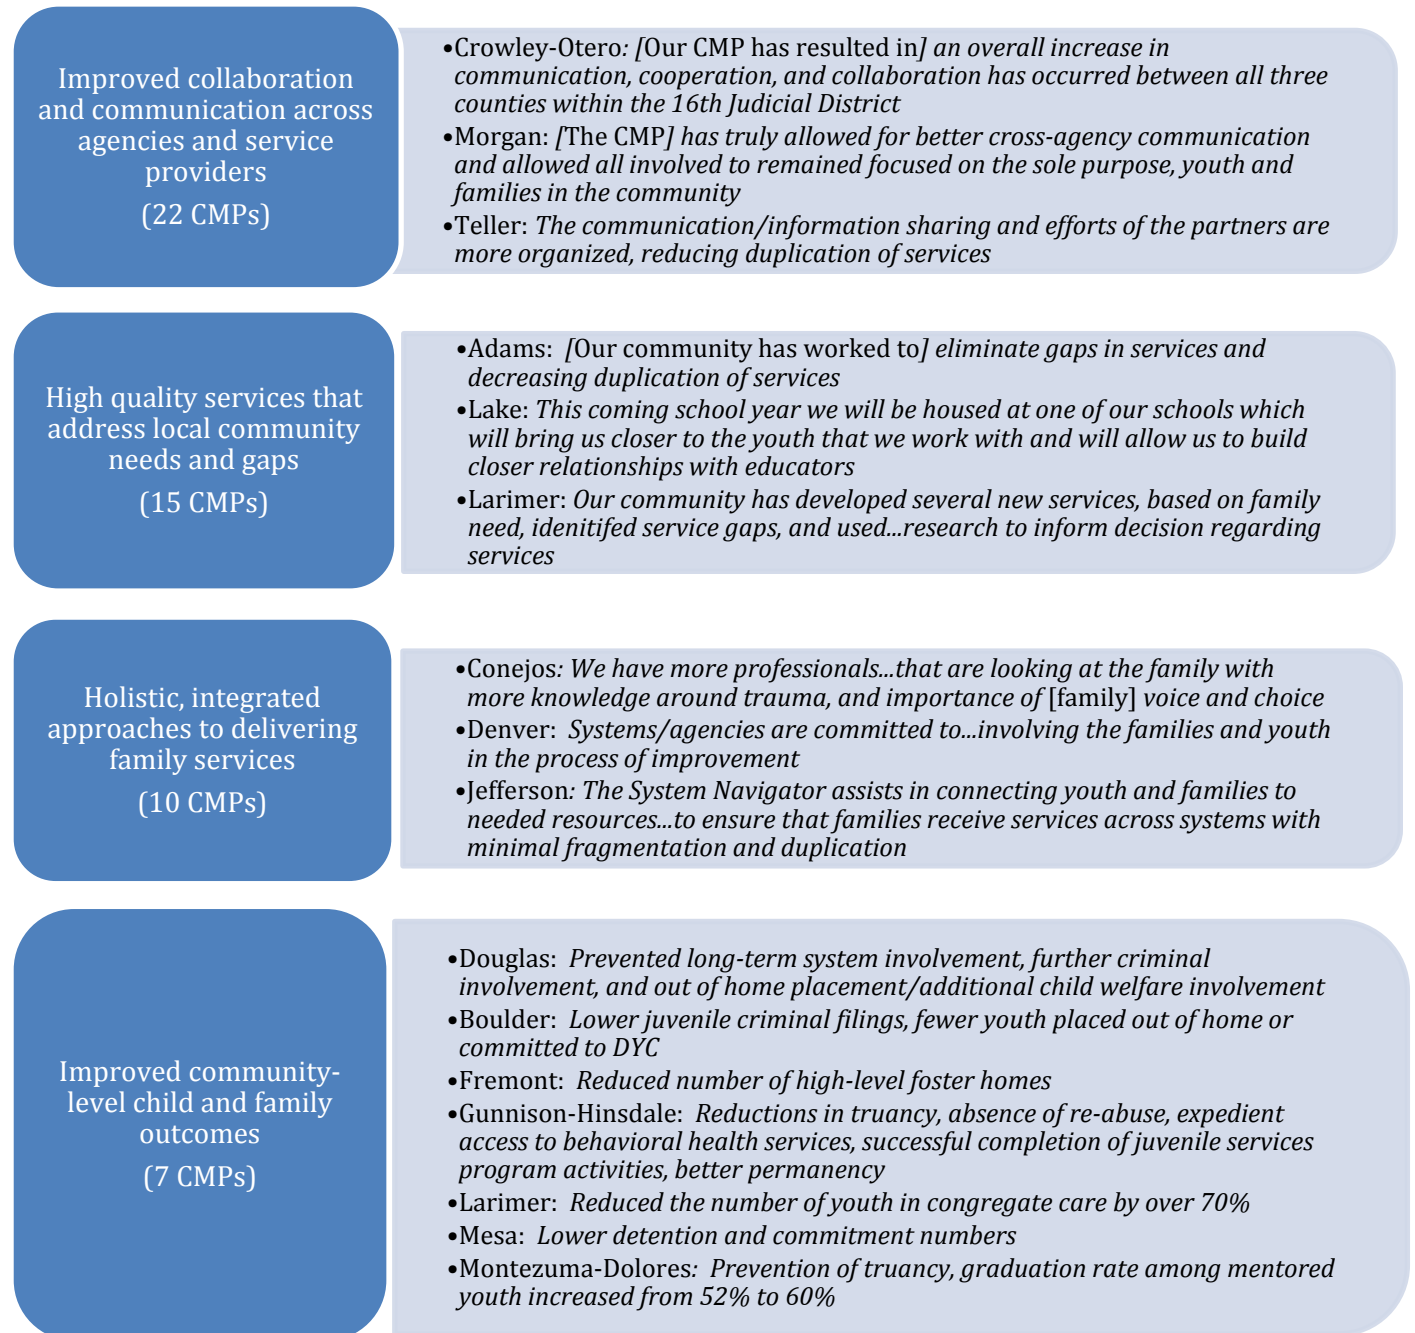 Improved collaboration
and communication across
agencies and service
providers
(22 CMPs)
•Crowley-Otero: [Our CMP has resulted in] an overall increase in
communication, cooperation, and collaboration has occurred between all three
counties within the 16th Judicial District
•Morgan: [The CMP] has truly allowed for better cross-agency communication
and allowed all involved to remained focused on the sole purpose, youth and
families in the community
•Teller: The communication/information sharing and efforts of the partners are
more organized, reducing duplication of services
High quality services that
address local community
needs and gaps
(15 CMPs)
•Adams: [Our community has worked to] eliminate gaps in services and
decreasing duplication of services
•Lake: This coming school year we will be housed at one of our schools which
will bring us closer to the youth that we work with and will allow us to build
closer relationships with educators
•Larimer: Our community has developed several new services, based on family
need, idenitifed service gaps, and used...research to inform decision regarding
services
Holistic, integrated
approaches to delivering
family services
(10 CMPs)
•Conejos: We have more professionals...that are looking at the family with
more knowledge around trauma, and importance of [family] voice and choice
•Denver: Systems/agencies are committed to...involving the families and youth
in the process of improvement
•Jefferson: The System Navigator assists in connecting youth and families to
needed resources...to ensure that families receive services across systems with
minimal fragmentation and duplication
Improved community-
level child and family
outcomes
(7 CMPs)
•Douglas: Prevented long-term system involvement, further criminal
involvement, and out of home placement/additional child welfare involvement
•Boulder: Lower juvenile criminal filings, fewer youth placed out of home or
committed to DYC
•Fremont: Reduced number of high-level foster homes
•Gunnison-Hinsdale: Reductions in truancy, absence of re-abuse, expedient
access to behavioral health services, successful completion of juvenile services
program activities, better permanency
•Larimer: Reduced the number of youth in congregate care by over 70%
•Mesa: Lower detention and commitment numbers
•Montezuma-Dolores: Prevention of truancy, graduation rate among mentored
youth increased from 52% to 60%